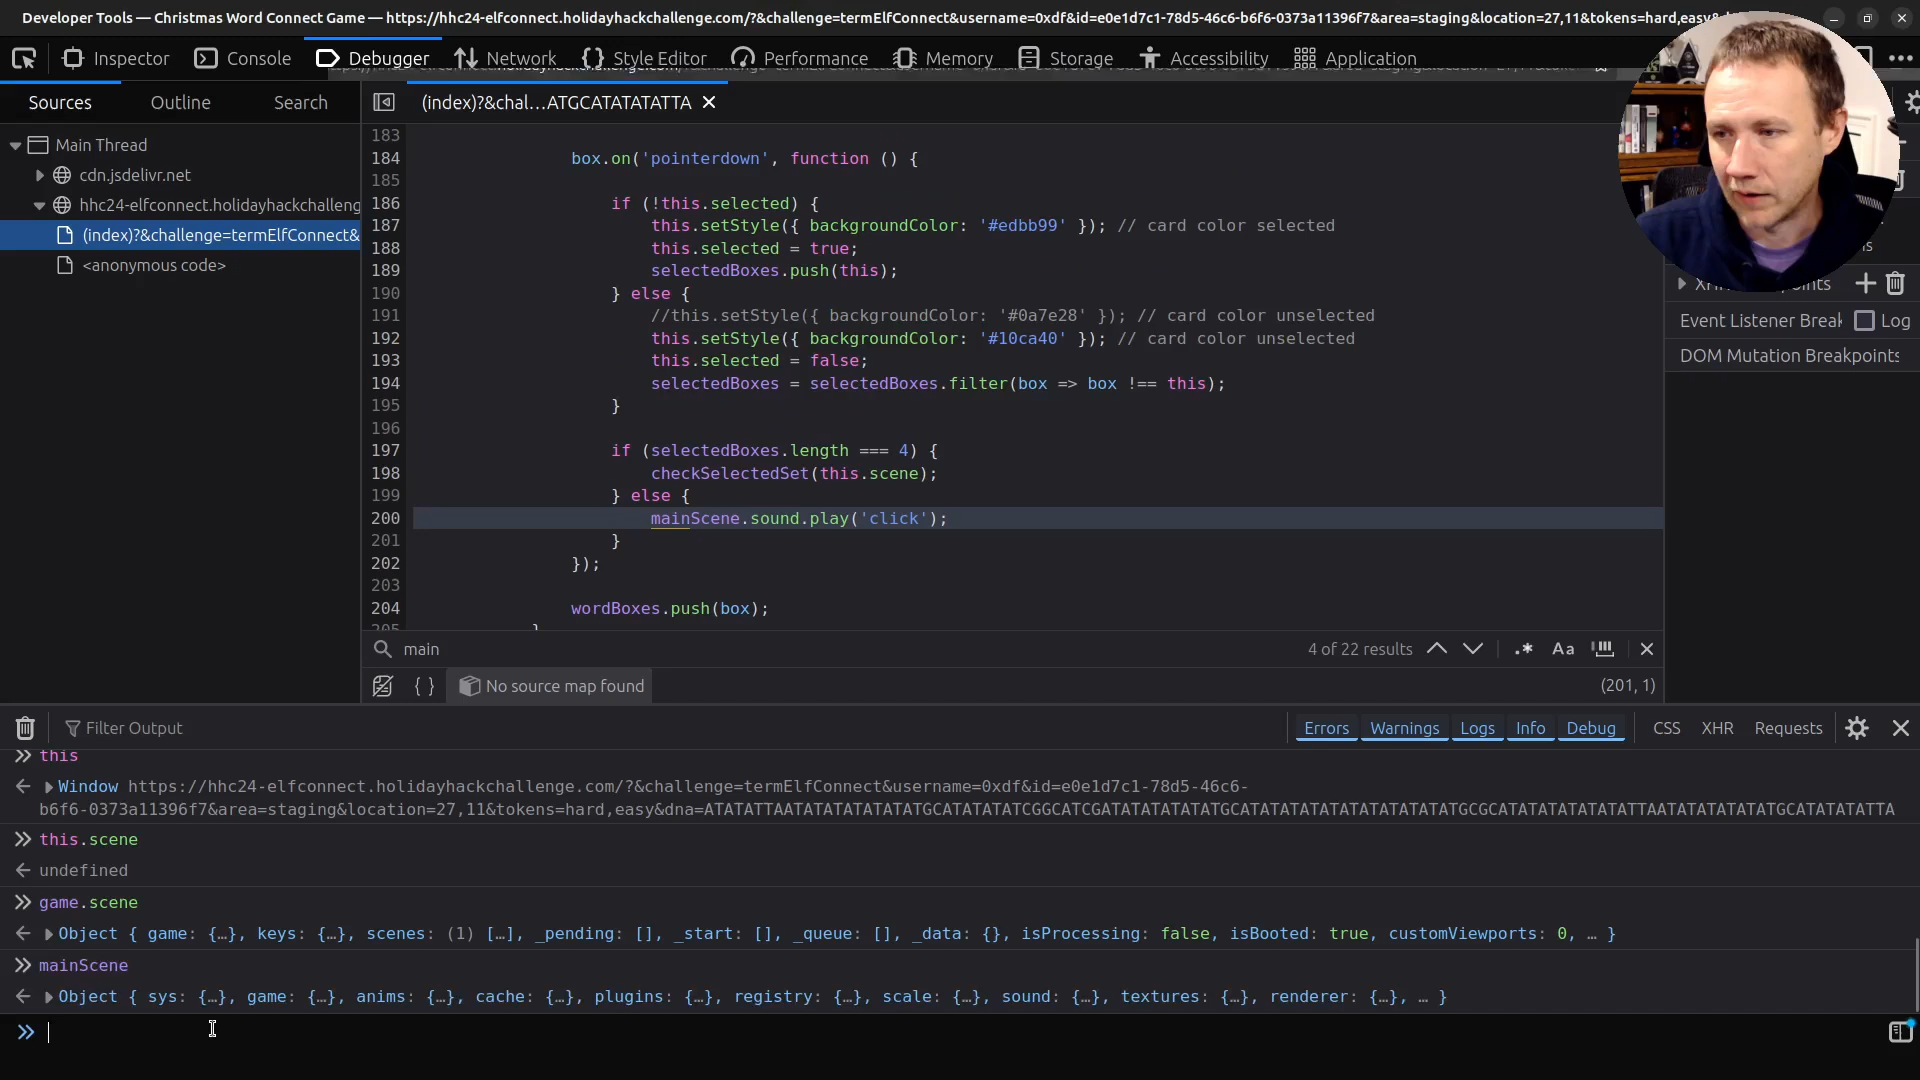 Developer Tools — Christmas Word Connect Game — https://hhc24-elfconnect.holidayhackchallenge.com/?&challenge=termElfConnect&username=0xdf&id=e0e1d7c1-78d5-46c6-b6f6-0373a11396f7&area=staging&location=27,11&tokens=hard,easy&
Inspector
Console
Debugger
Network
Style Editor
Performance
Memory
Storage
Accessibility
Application
Sources
Outline
Search
(index)?&chal…ATGCATATATATTA
Main Thread
cdn.jsdelivr.net
hhc24-elfconnect.holidayhackchalleng
(index)?&challenge=termElfConnect&
<anonymous code>
183
184 box.on('pointerdown', function () {
185
186 if (!this.selected) {
187 this.setStyle({ backgroundColor: '#edbb99' }); // card color selected
188 this.selected = true;
189 selectedBoxes.push(this);
190 } else {
191 //this.setStyle({ backgroundColor: '#0a7e28' }); // card color unselected
192 this.setStyle({ backgroundColor: '#10ca40' }); // card color unselected
193 this.selected = false;
194 selectedBoxes = selectedBoxes.filter(box => box !== this);
195 }
196
197 if (selectedBoxes.length === 4) {
198 checkSelectedSet(this.scene);
199 } else {
200 mainScene.sound.play('click');
201 }
202 });
203
204 wordBoxes.push(box);
205 }
Event Listener Break
Log
DOM Mutation Breakpoints
main
4 of 22 results
.*
Aa
{ } No source map found
(201, 1)
Filter Output
Errors
Warnings
Logs
Info
Debug
CSS
XHR
Requests
this
Window https://hhc24-elfconnect.holidayhackchallenge.com/?&challenge=termElfConnect&username=0xdf&id=e0e1d7c1-78d5-46c6-
b6f6-0373a11396f7&area=staging&location=27,11&tokens=hard,easy&dna=ATATATTAATATATATATATATGCATATATATCGGCATCGATATATATATATGCATATATATATATATATATATGCGCATATATATATATTAATATATATATATGCATATATATTA
this.scene
undefined
game.scene
Object { game: {…}, keys: {…}, scenes: (1) […], _pending: [], _start: [], _queue: [], _data: {}, isProcessing: false, isBooted: true, customViewports: 0, … }
mainScene
Object { sys: {…}, game: {…}, anims: {…}, cache: {…}, plugins: {…}, registry: {…}, scale: {…}, sound: {…}, textures: {…}, renderer: {…}, … }